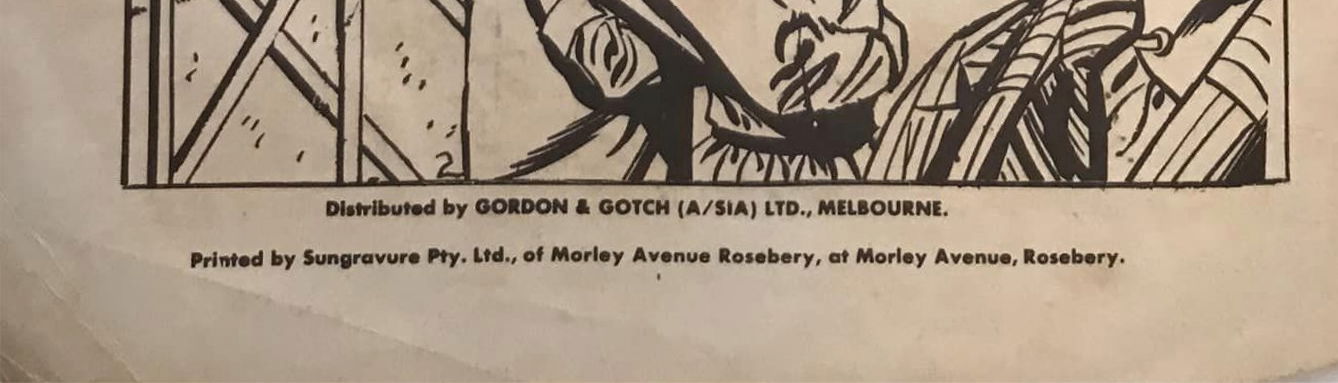 2
Distributed by GORDON & GOTCH (A/SIA) LTD., MELBOURNE.
Printed by Sungravure Pty. Ltd., of Morley Avenue Rosebery, at Morley Avenue, Rosebery.